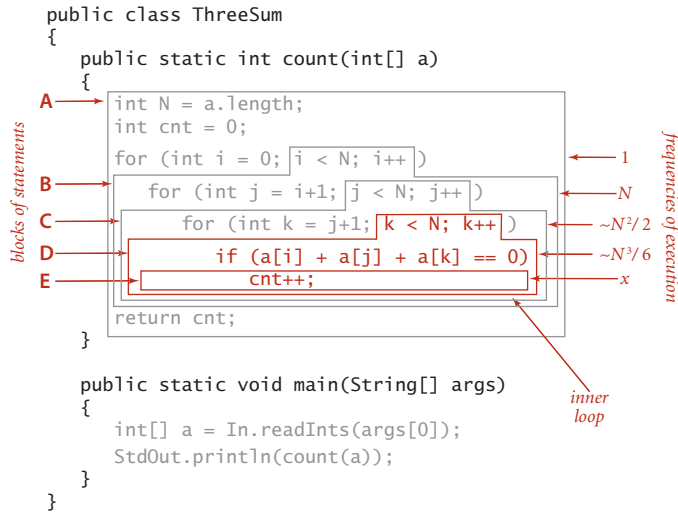 public class ThreeSum
{
public static int count(int[] a)
{
A
int N = a.length;
int cnt = 0;
for (int i = 0; i < N; i++ )
1
B
for (int j = i+1; j < N; j++ )
N
C
for (int k = j+1; k < N; k++ )
~N²/2
D
if (a[i] + a[j] + a[k] == 0)
~N³/6
E
cnt++;
x
return cnt;
}
blocks of statements
frequencies of execution
inner
loop
public static void main(String[] args)
{
int[] a = In.readInts(args[0]);
StdOut.println(count(a));
}
}